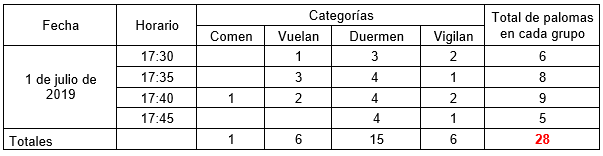 Fecha Horario Categorías Total de palomas en cada grupo
Comen Vuelan Duermen Vigilan
1 de julio de 2019
17:30 1 3 2 6
17:35 3 4 1 8
17:40 1 2 4 2 9
17:45 4 1 5
Totales 1 6 15 6 28